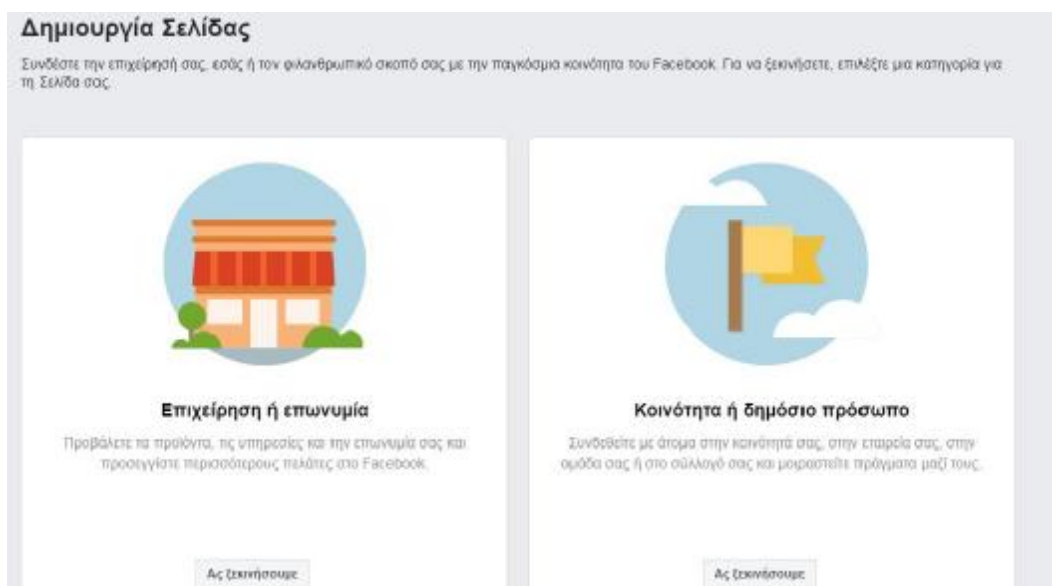 Δημιουργία Σελίδας
Συνδέστε την επιχείρησή σας, εσάς ή τον φιλανθρωπικό σκοπό σας με την παγκόσμια κοινότητα του Facebook. Για να ξεκινήσετε, επιλέξτε μια κατηγορία για
τη Σελίδα σας.
Επιχείρηση ή επωνυμία
Προβάλετε τα προϊόντα, τις υπηρεσίες και την επωνυμία σας και
προσεγγίστε περισσότερους πελάτες στο Facebook.
Ας ξεκινήσουμε
Κοινότητα ή δημόσιο πρόσωπο
Συνδεθείτε με άτομα στην κοινότητά σας, στην εταιρεία σας, στην
ομάδα σας ή στο σύλλογό σας και μοιραστείτε πράγματα μαζί τους.
Ας ξεκινήσουμε